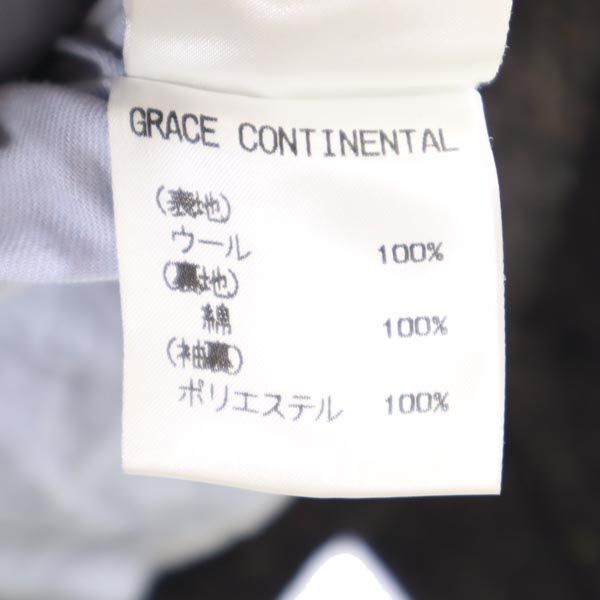 GRACE CONTINENTAL
(表地)
ウール 100%
(裏地)
綿 100%
(袖裏)
ポリエステル 100%